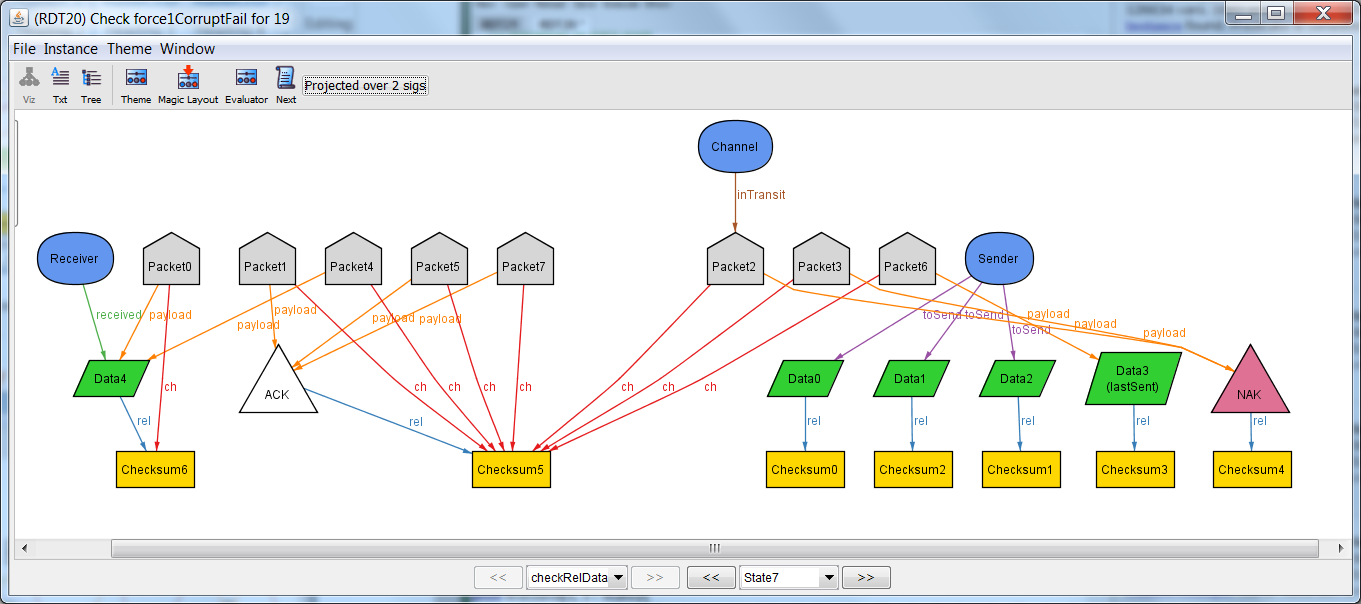 (RDT20) Check force1CorruptFail for 19
File Instance Theme Window
Viz Txt Tree Theme Magic Layout Evaluator Next Projected over 2 sigs
Channel
inTransit
Receiver Packet0 Packet1 Packet4 Packet5 Packet7 Packet2 Packet3 Packet6 Sender
received payload payload payload payload payload toSend toSend toSend payload payload payload
Data4 ch ACK ch ch ch ch ch ch ch Data0 Data1 Data2 Data3
(lastSent) NAK
rel rel rel rel rel rel rel
Checksum6 Checksum5 Checksum0 Checksum2 Checksum1 Checksum3 Checksum4
<< checkRelData >> << State7 >>